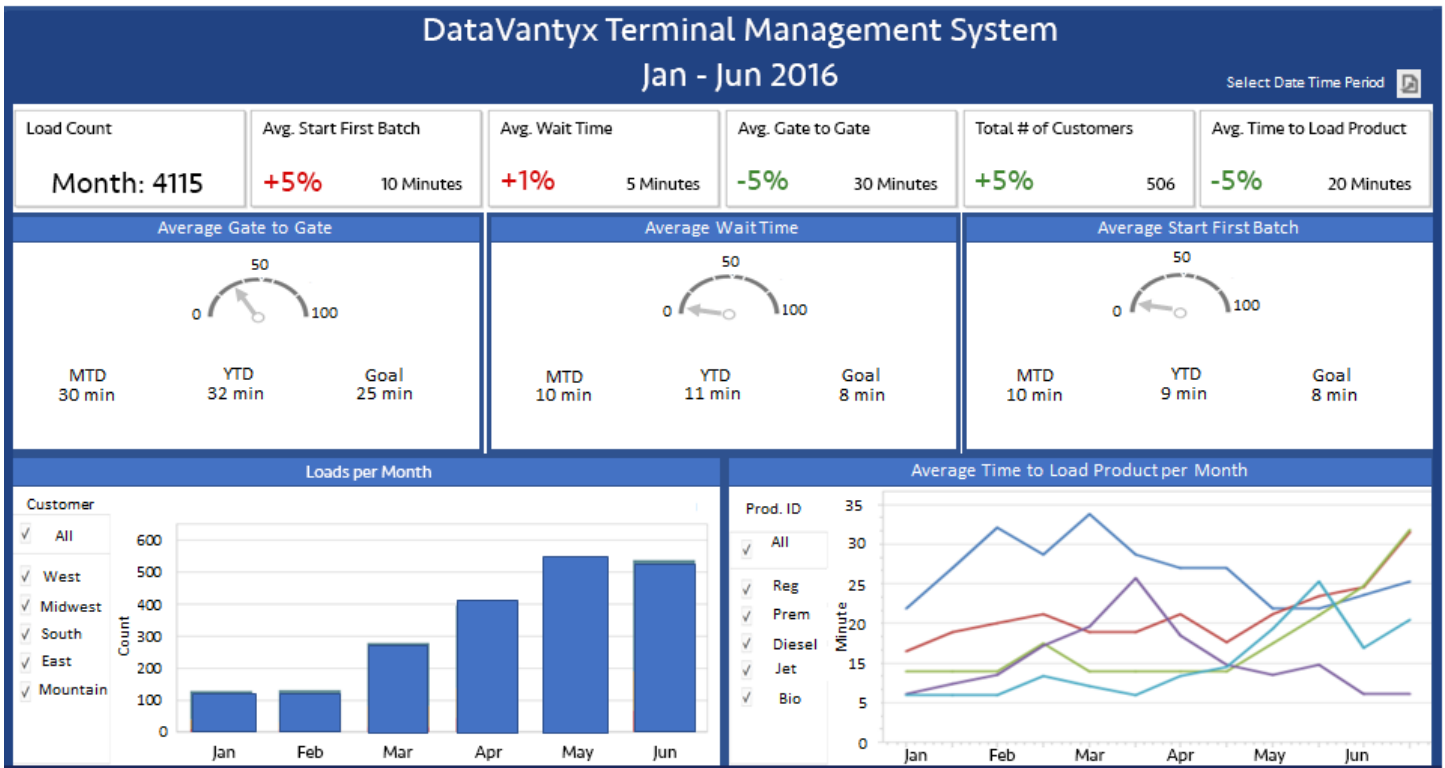 DataVantyx Terminal Management System
Jan - Jun 2016
Select Date Time Period
Load Count
Month: 4115
Avg. Start First Batch
+5% 10 Minutes
Avg. Wait Time
+1% 5 Minutes
Avg. Gate to Gate
-5% 30 Minutes
Total # of Customers
+5% 506
Avg. Time to Load Product
-5% 20 Minutes
Average Gate to Gate
0 50 100
MTD YTD Goal
30 min 32 min 25 min
Average Wait Time
0 50 100
MTD YTD Goal
10 min 11 min 8 min
Average Start First Batch
0 50 100
MTD YTD Goal
10 min 9 min 8 min
Loads per Month
Customer
✓ All
✓ West
✓ Midwest
✓ South
✓ East
✓ Mountain
Count
600
500
400
300
200
100
0
Jan Feb Mar Apr May Jun
Average Time to Load Product per Month
Prod. ID
✓ All
✓ Reg
✓ Prem
✓ Diesel
✓ Jet
✓ Bio
Minute
35
30
25
20
15
5
0
Jan Feb Mar Apr May Jun